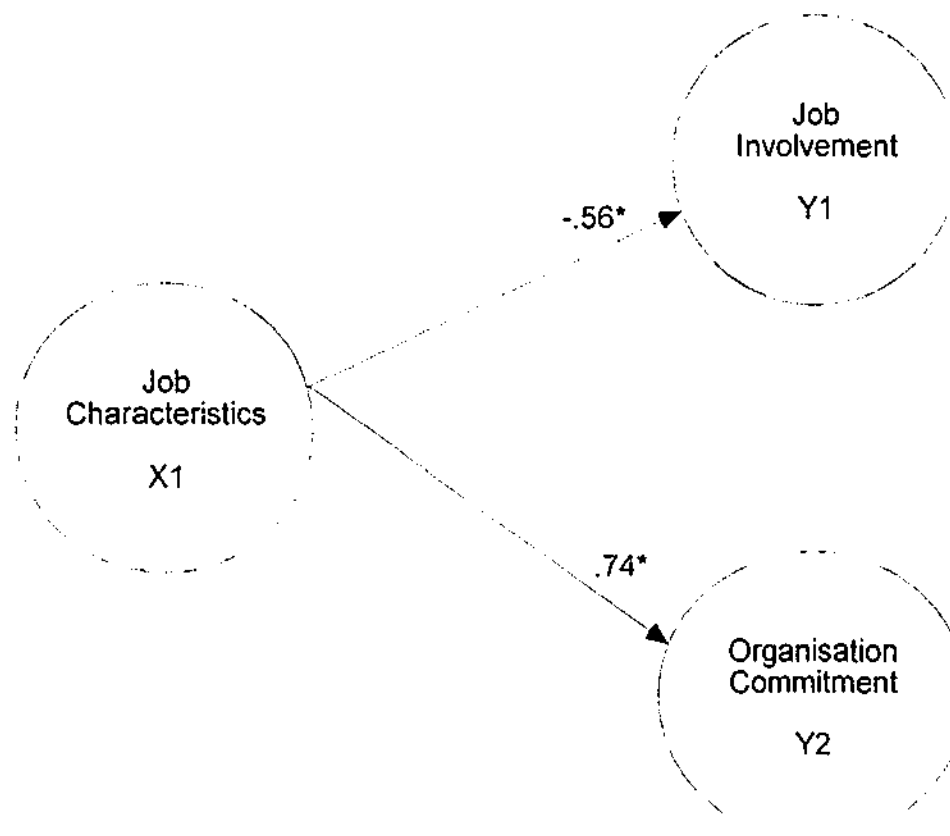 Job
Involvement
Y1
-.56*
Job
Characteristics
X1
.74*
Organisation
Commitment
Y2